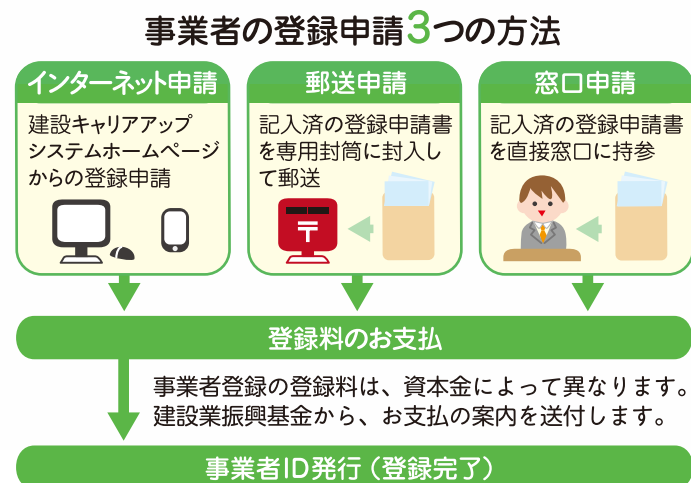 事業者の登録申請3つの方法
インターネット申請
建設キャリアアップ
システムホームページ
からの登録申請
郵送申請
記入済の登録申請書
を専用封筒に封入し
て郵送
〒
窓口申請
記入済の登録申請書
を直接窓口に持参
登録料のお支払
事業者登録の登録料は、資本金によって異なります。
建設業振興基金から、お支払の案内を送付します。
事業者ID発行（登録完了）